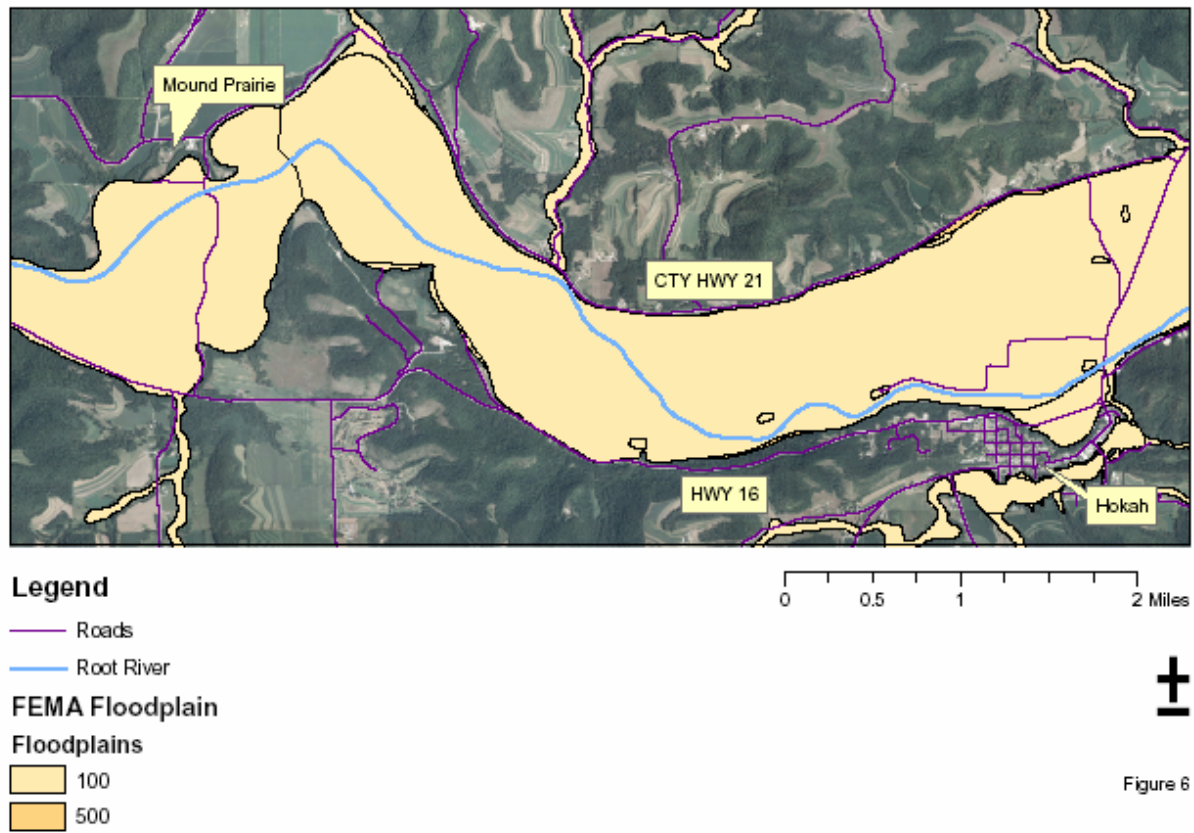 Mound Prairie
CTY HWY 21
HWY 16
Hokah
Legend
0 0.5 1 2 Miles
Roads
Root River
FEMA Floodplain
Floodplains
100
Figure 6
500